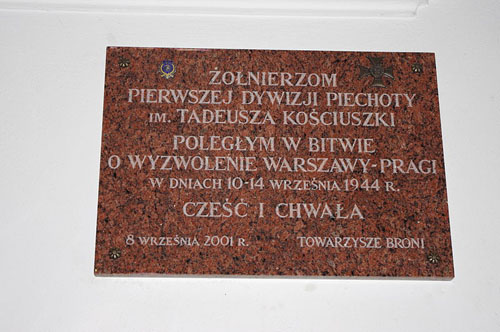 ŻOŁNIERZOM
PIERWSZEJ DYWIZJI PIECHOTY
IM. TADEUSZA KOŚCIUSZKI
POLEGŁYM W BITWIE
O WYZWOLENIE WARSZAWY-PRAGI
W DNIACH 10-14 WRZEŚNIA 1944 R.
CZEŚĆ I CHWAŁA
8 WRZEŚNIA 2001 R. TOWARZYSZE BRONI